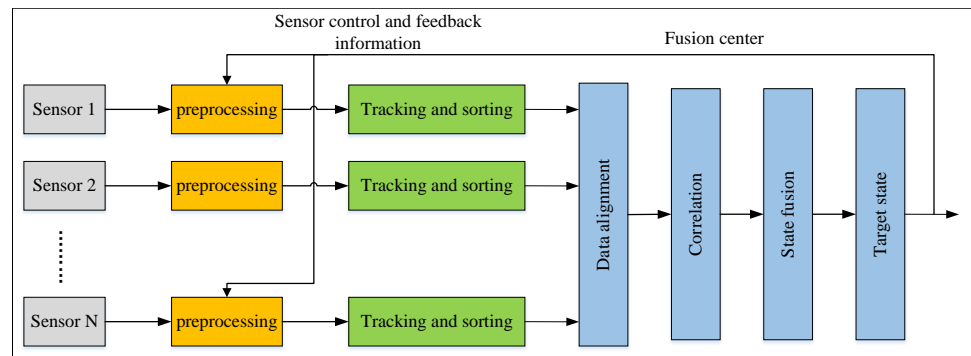 Sensor control and feedback
information
Fusion center
Sensor 1
preprocessing
Tracking and sorting
Sensor 2
preprocessing
Tracking and sorting
Sensor N
preprocessing
Tracking and sorting
Data alignment
Correlation
State fusion
Target state